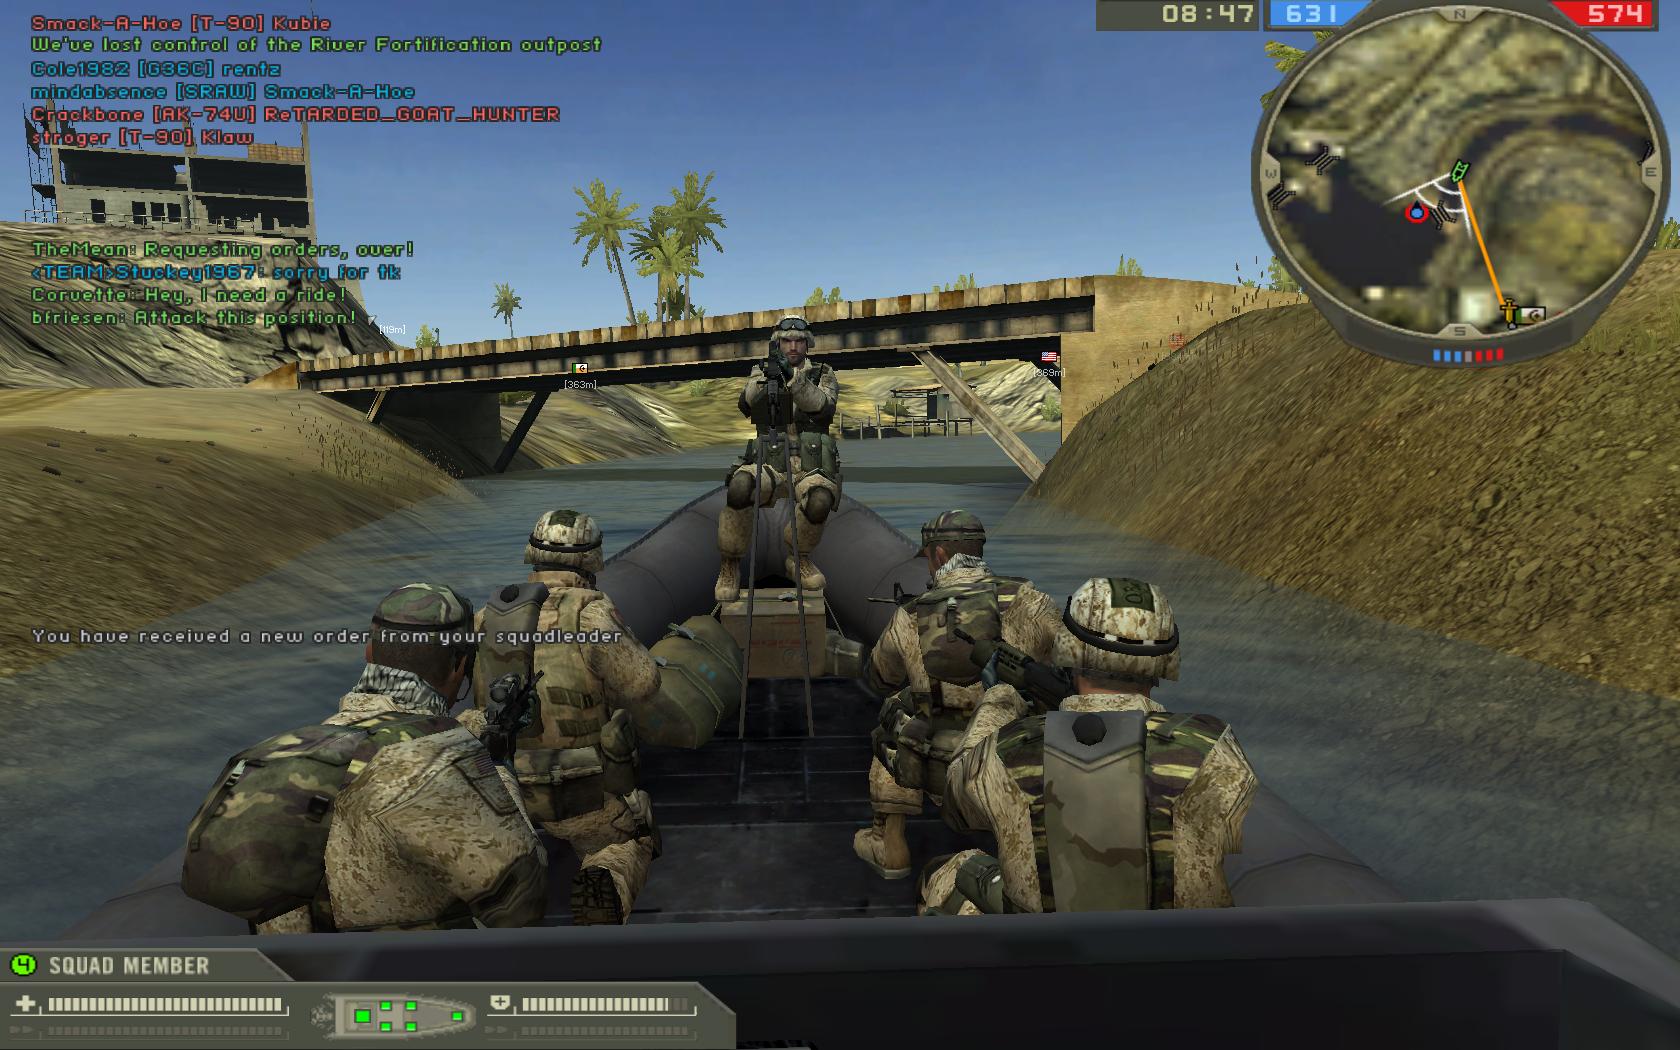 Smack-A-Hoe [T-90] Kubie
We've lost control of the River Fortification outpost
Cole1982 [G36C] rentz
mindabsence [SRAW] Smack-A-Hoe
Crackbone [AK-74U] ReTARDED_GOAT_HUNTER
stroger [T-90] Klaw
08:47
631
574
N
W
E
S
TheMean: Requesting orders, over!
<TEAM>Stuckey1967: sorry for tk
Corvette: Hey, I need a ride!
bfriesen: Attack this position!
[119m]
[363m]
[369m]
You have received a new order from your squadleader
4 SQUAD MEMBER